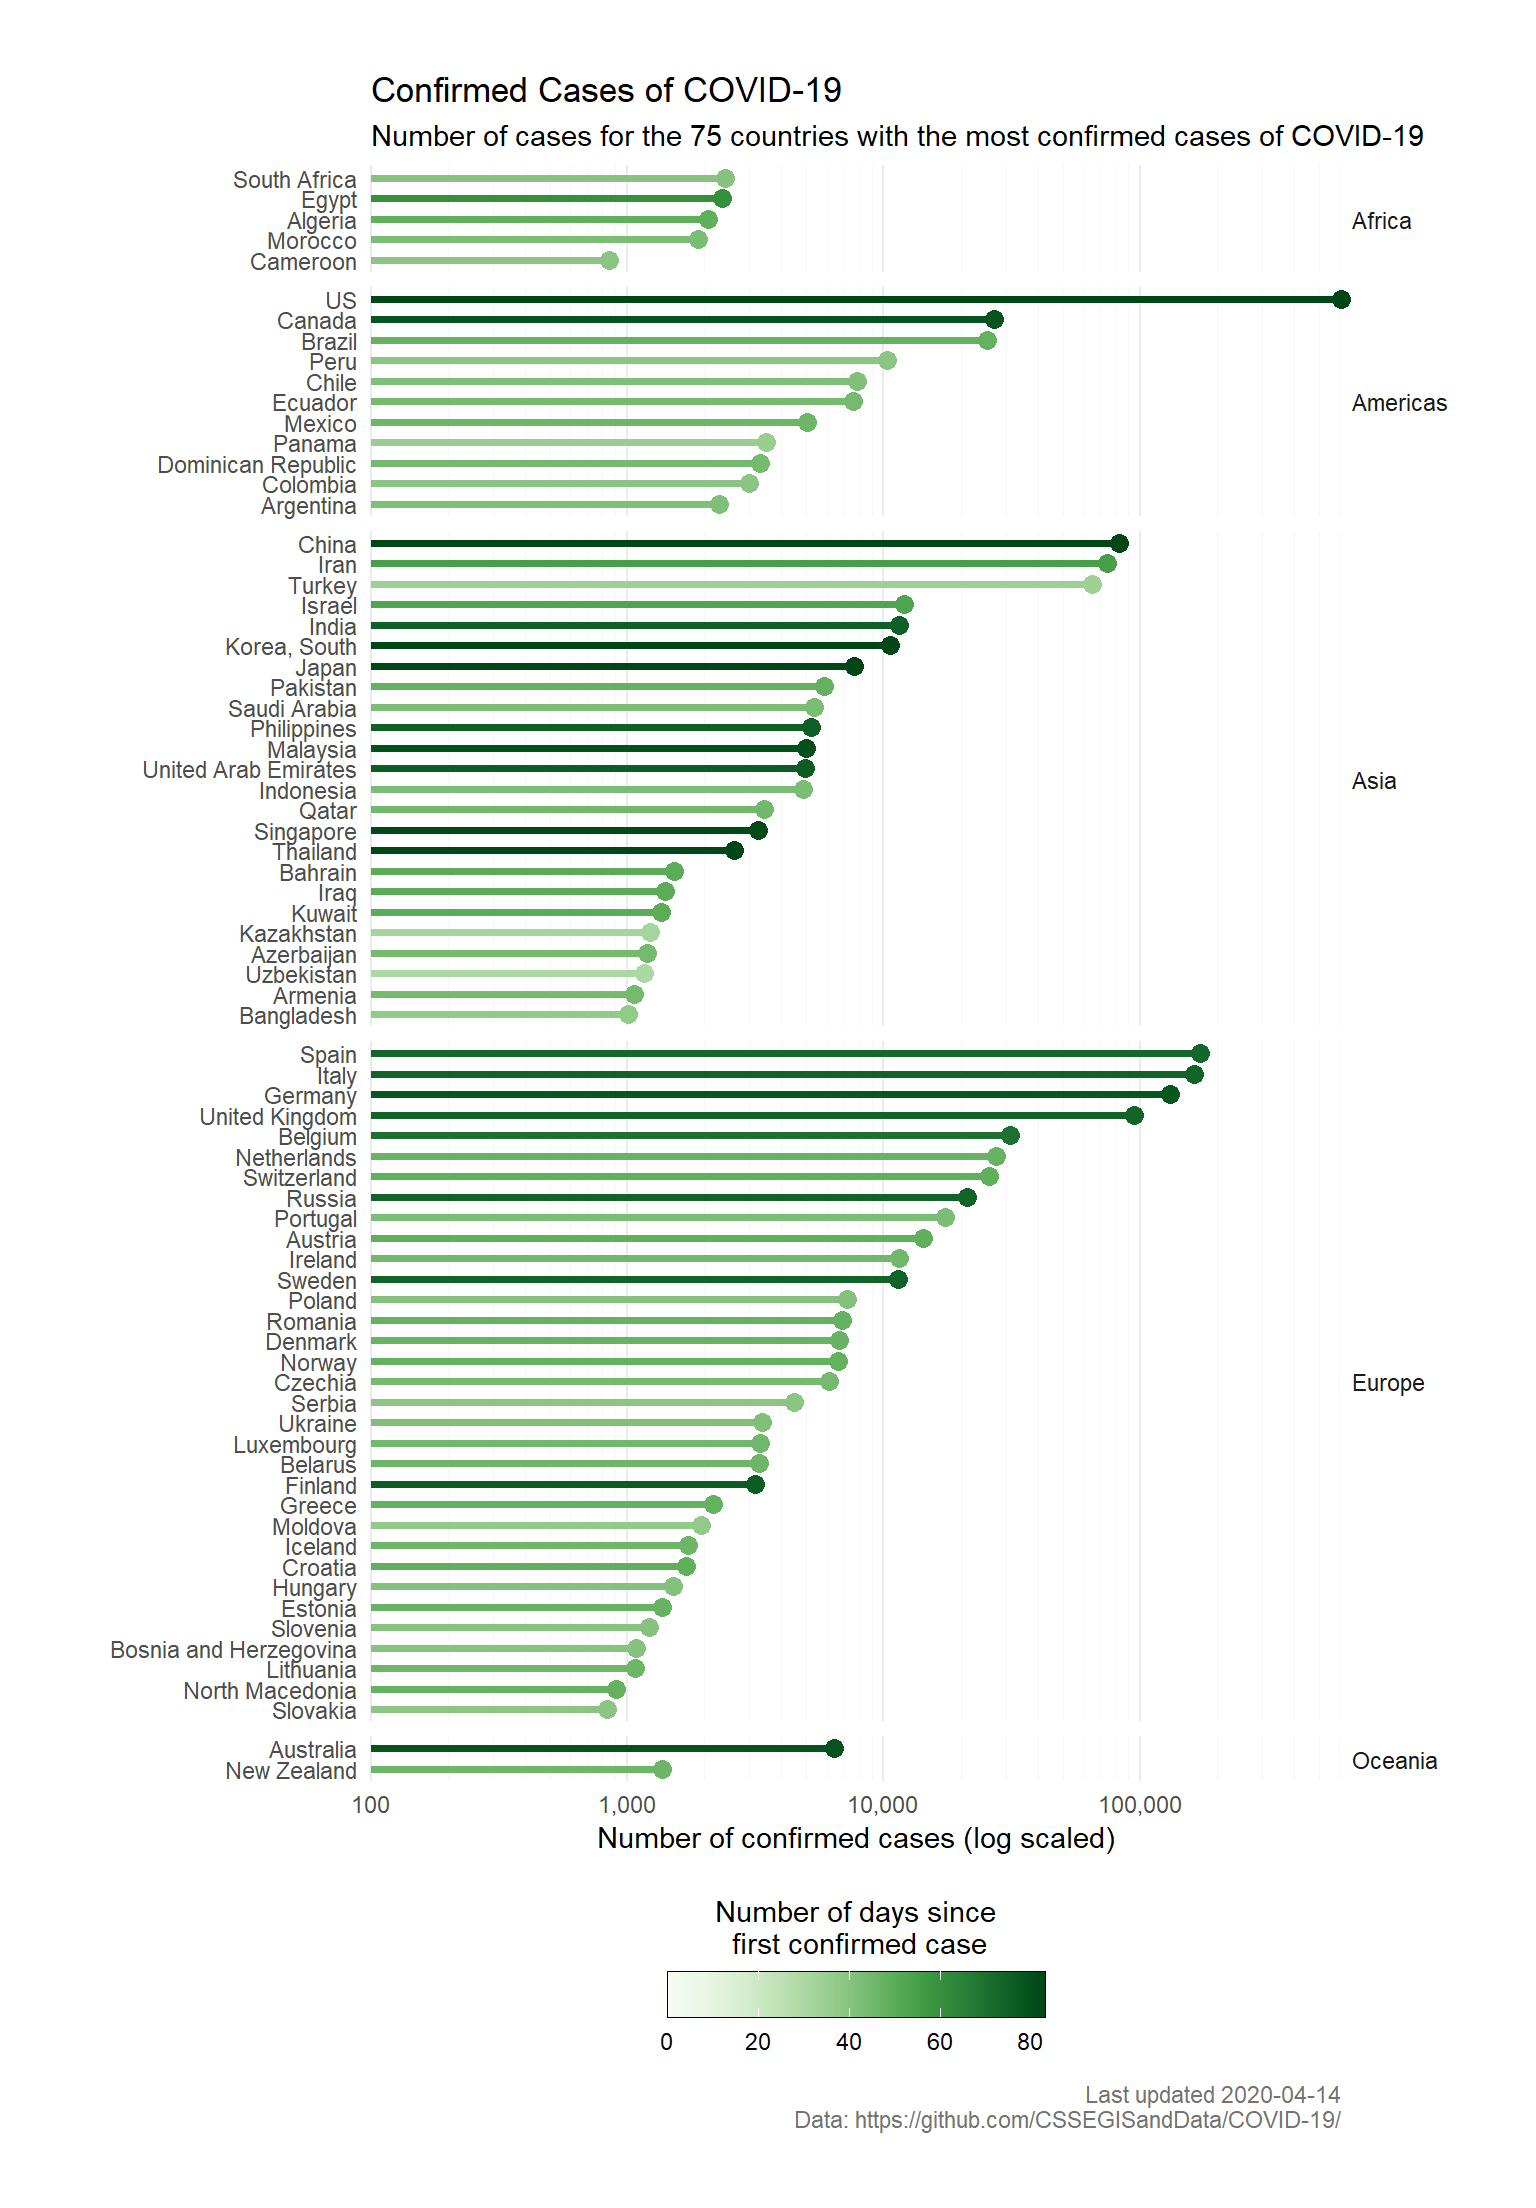 Confirmed Cases of COVID-19
Number of cases for the 75 countries with the most confirmed cases of COVID-19
South Africa
Egypt
Algeria
Morocco
Cameroon
Africa
US
Canada
Brazil
Peru
Chile
Ecuador
Mexico
Panama
Dominican Republic
Colombia
Argentina
Americas
China
Iran
Turkey
Israel
India
Korea, South
Japan
Pakistan
Saudi Arabia
Philippines
Malaysia
United Arab Emirates
Indonesia
Qatar
Singapore
Thailand
Bahrain
Iraq
Kuwait
Kazakhstan
Azerbaijan
Uzbekistan
Armenia
Bangladesh
Asia
Spain
Italy
Germany
United Kingdom
Belgium
Netherlands
Switzerland
Russia
Portugal
Austria
Ireland
Sweden
Poland
Romania
Denmark
Norway
Czechia
Serbia
Ukraine
Luxembourg
Belarus
Finland
Greece
Moldova
Iceland
Croatia
Hungary
Estonia
Slovenia
Bosnia and Herzegovina
Lithuania
North Macedonia
Slovakia
Europe
Australia
New Zealand
Oceania
100 1,000 10,000 100,000
Number of confirmed cases (log scaled)
Number of days since
first confirmed case
0 20 40 60 80
Last updated 2020-04-14
Data: https://github.com/CSSEGISandData/COVID-19/